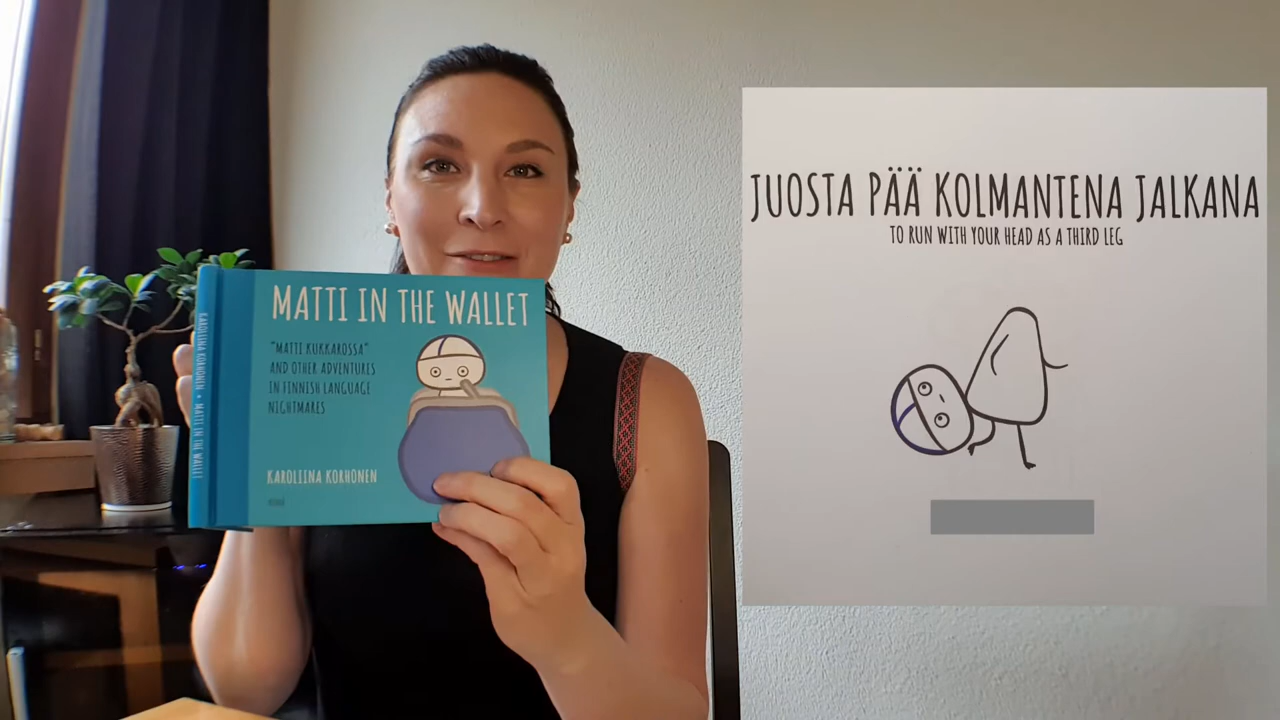 MATTI IN THE WALLET
"MATTI KUKKAROSSA"
AND OTHER ADVENTURES
IN FINNISH LANGUAGE
NIGHTMARES
KAROLIINA KORHONEN
KAROLIINA KORHONEN • MATTI IN THE WALLET
JUOSTA PÄÄ KOLMANTENA JALKANA
TO RUN WITH YOUR HEAD AS A THIRD LEG